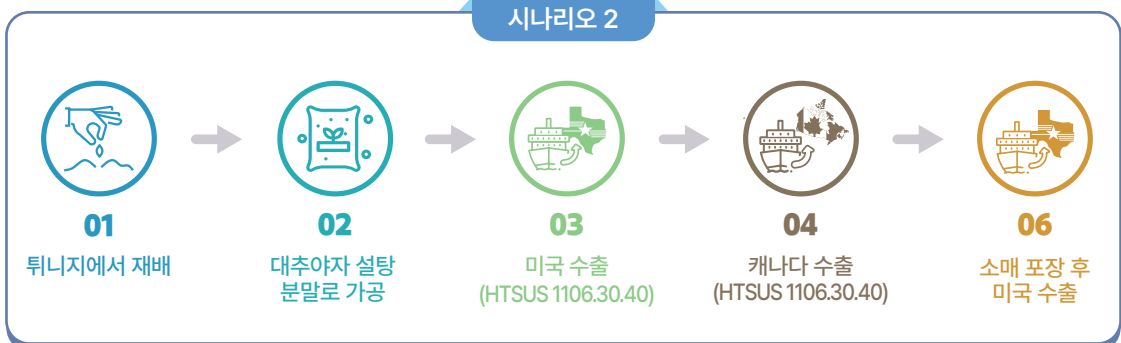 시나리오 2
01
튀니지에서 재배
02
대추야자 설탕
분말로 가공
03
미국 수출
(HTSUS 1106.30.40)
04
캐나다 수출
(HTSUS 1106.30.40)
06
소매 포장 후
미국 수출